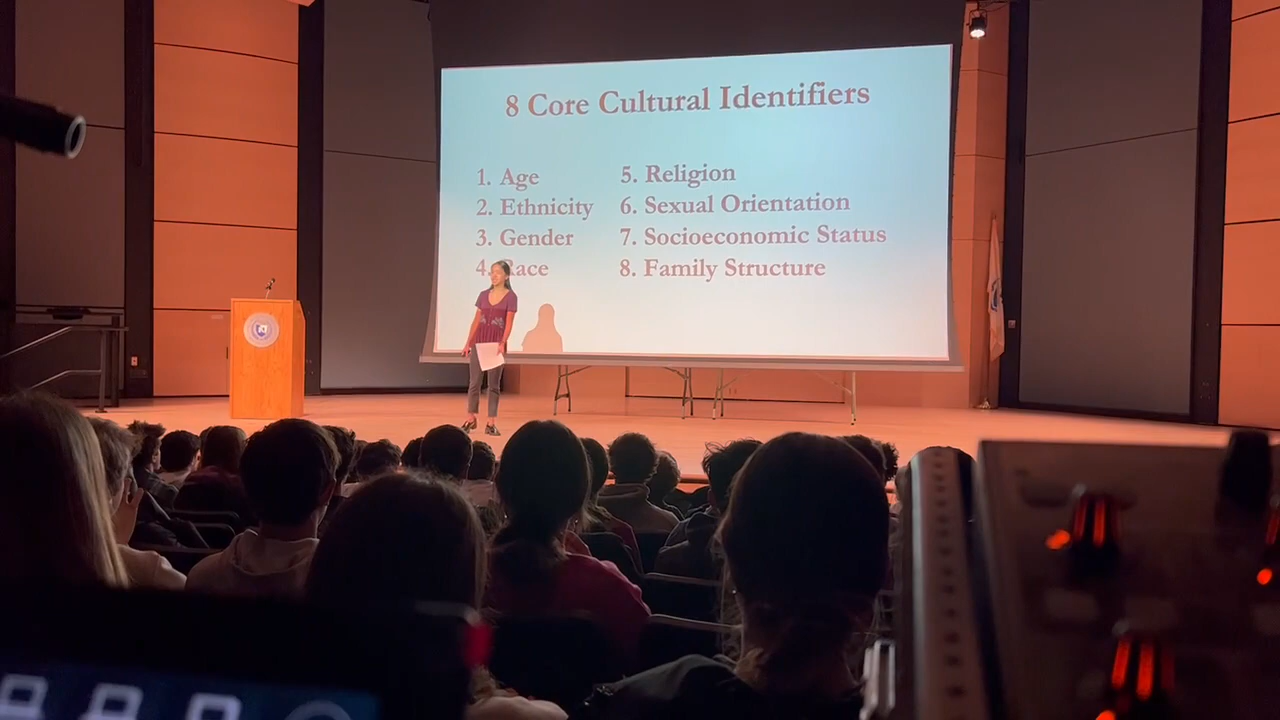 8 Core Cultural Identifiers
1. Age
2. Ethnicity
3. Gender
4. Race
5. Religion
6. Sexual Orientation
7. Socioeconomic Status
8. Family Structure